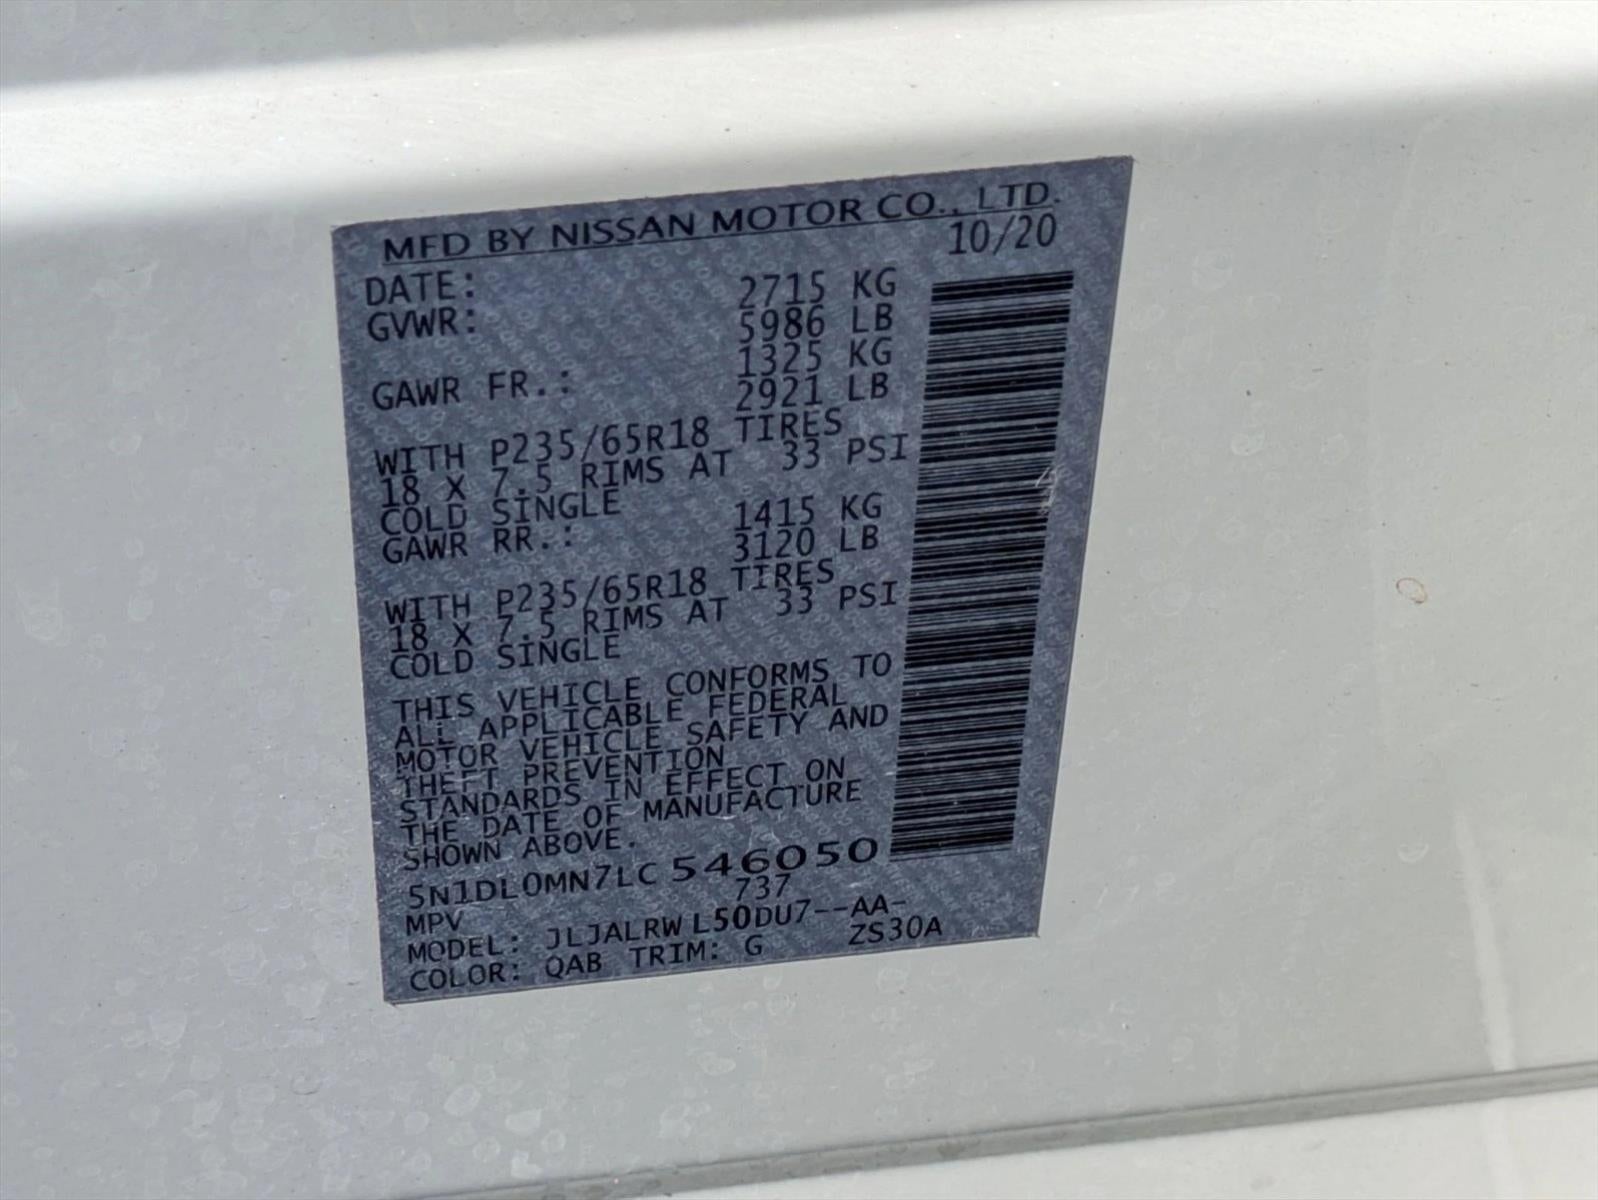 MFD BY NISSAN MOTOR CO., LTD.
DATE: 10/20
GVWR: 2715 KG
5986 LB
GAWR FR.: 1325 KG
2921 LB
WITH P235/65R18 TIRES
18 X 7.5 RIMS AT 33 PSI
COLD SINGLE
GAWR RR.: 1415 KG
3120 LB
WITH P235/65R18 TIRES
18 X 7.5 RIMS AT 33 PSI
COLD SINGLE
THIS VEHICLE CONFORMS TO
ALL APPLICABLE FEDERAL
MOTOR VEHICLE SAFETY AND
THEFT PREVENTION
STANDARDS IN EFFECT ON
THE DATE OF MANUFACTURE
SHOWN ABOVE.
5N1DL0MN7LC546050
MPV 737
MODEL: JLJALRWL50DU7--AA-
COLOR: QAB TRIM: G ZS30A